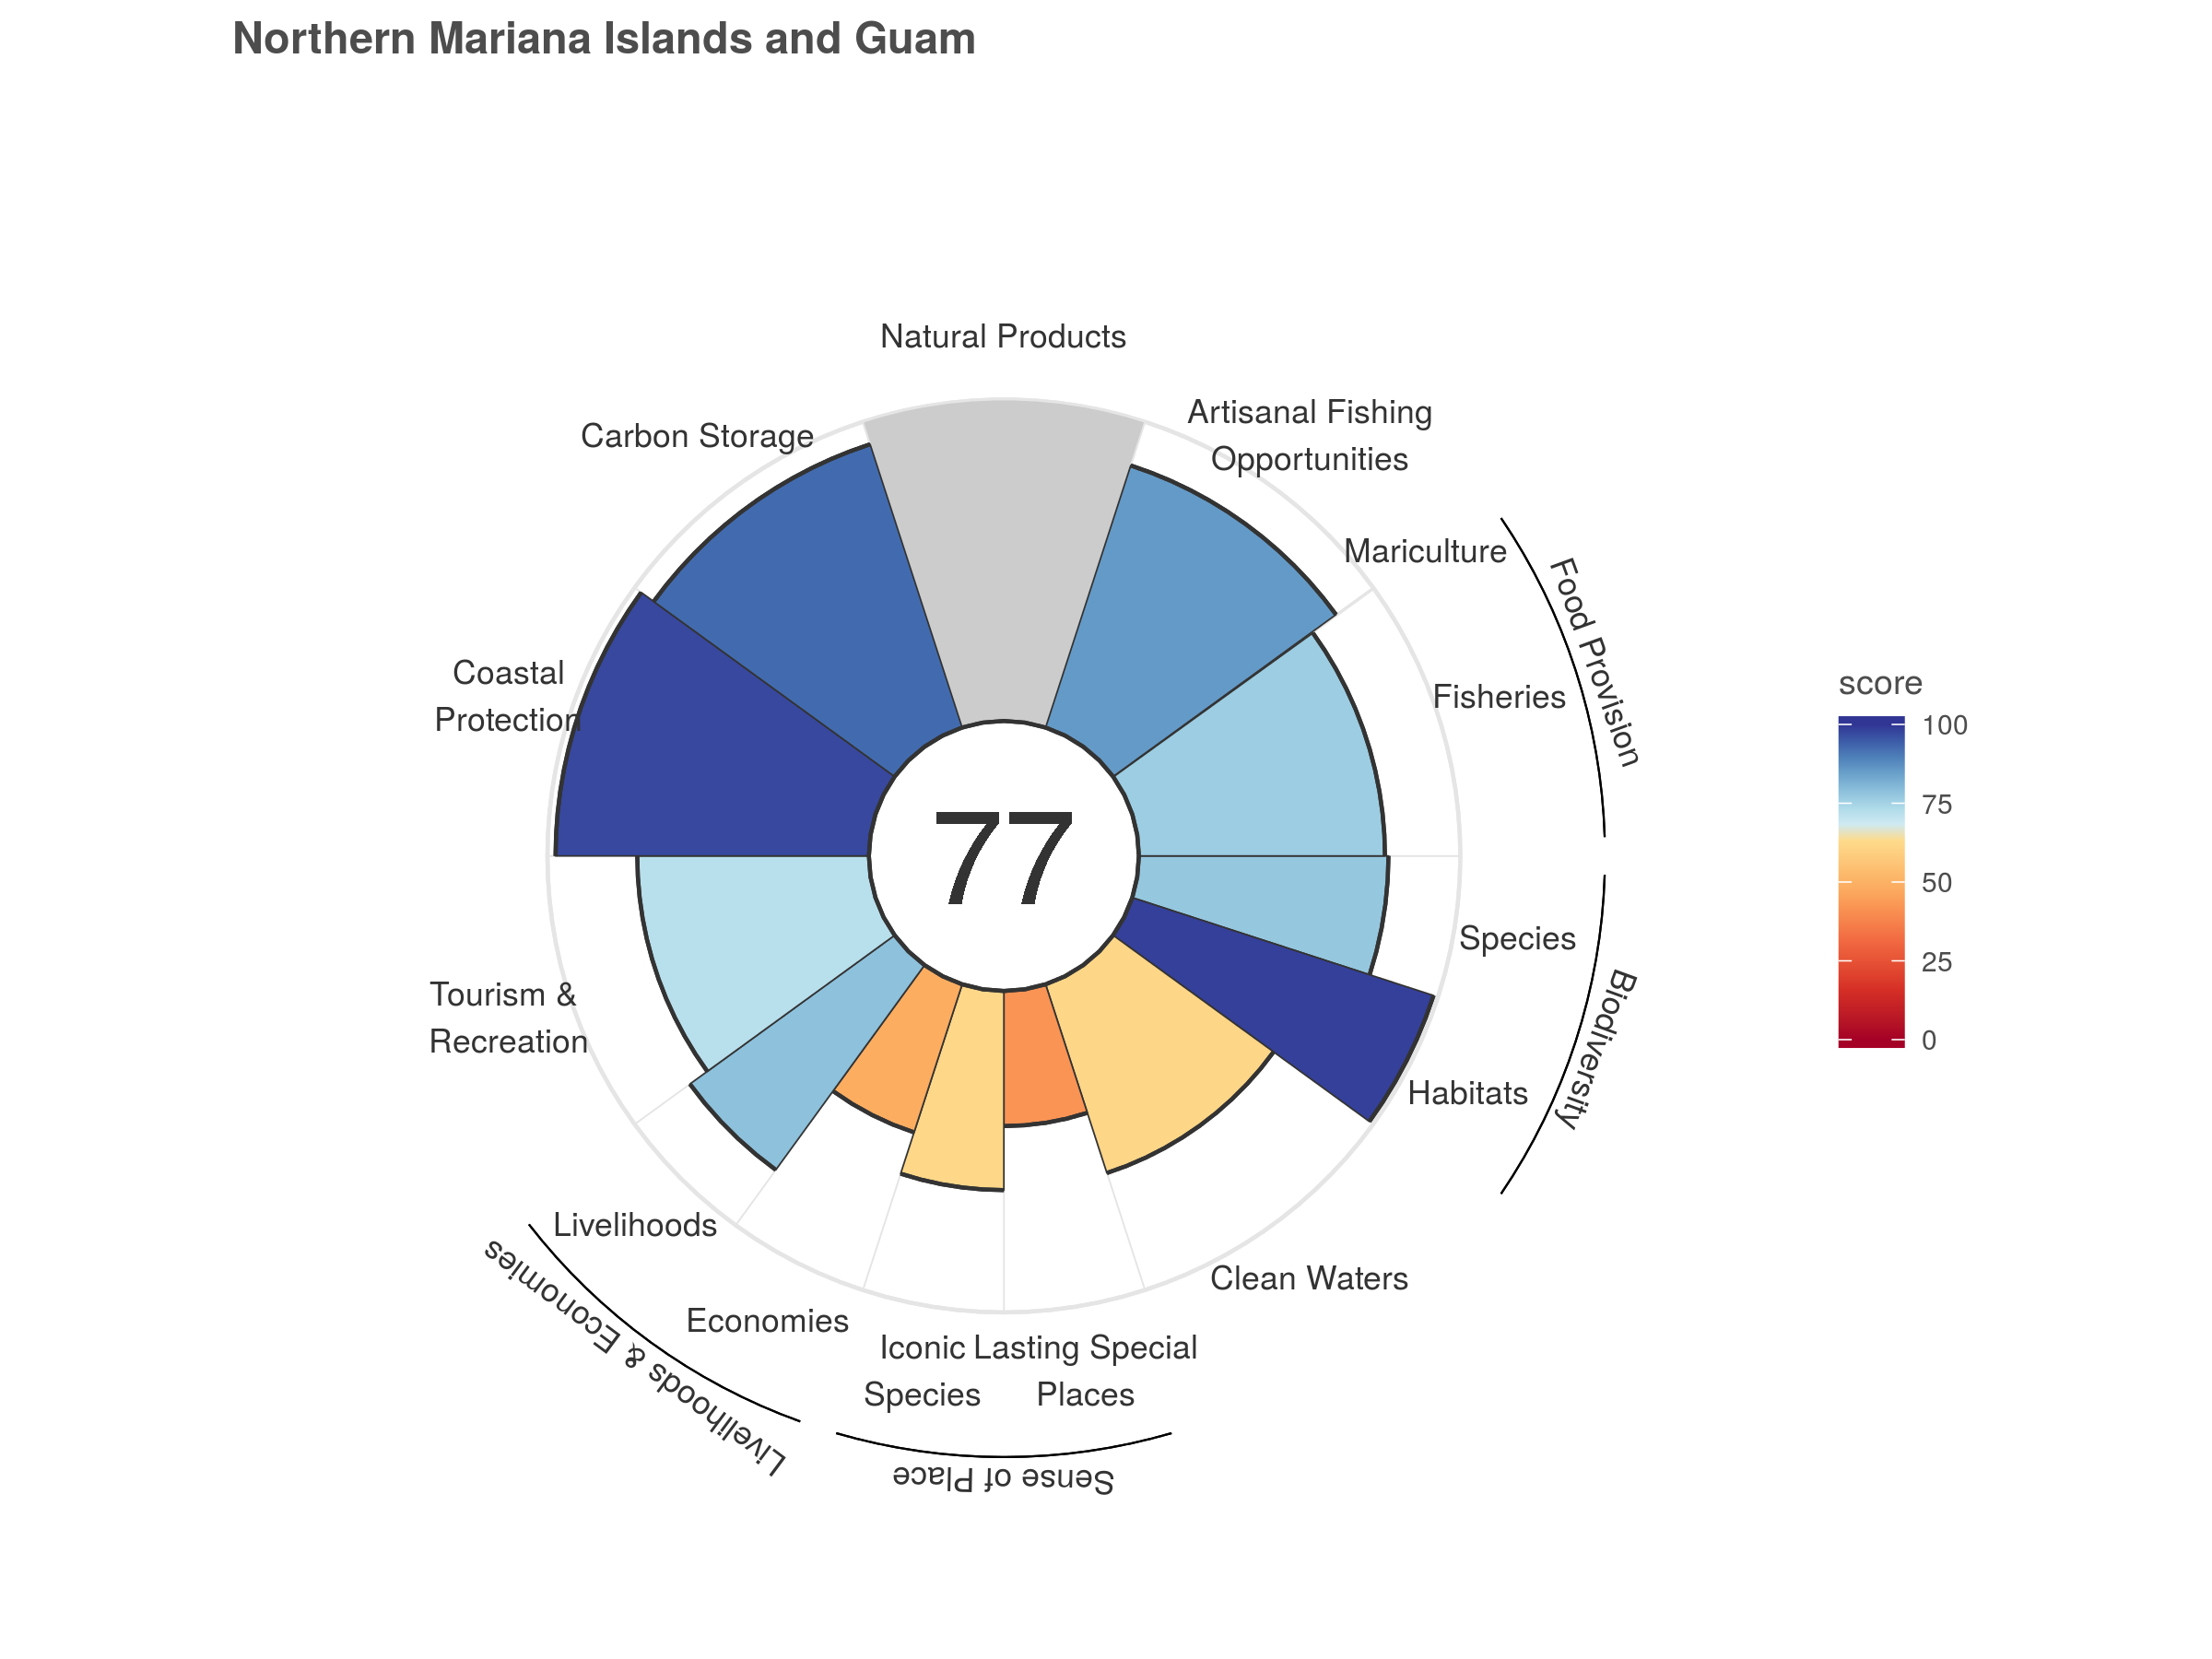 Northern Mariana Islands and Guam
Natural Products
Artisanal Fishing
Opportunities
Carbon Storage
Mariculture
Food Provision
Fisheries
Coastal
Protection
score
100
75
50
25
0
77
Species
Biodiversity
Habitats
Tourism &
Recreation
Livelihoods
Livelihoods & Economies
Economies
Clean Waters
Iconic
Species
Lasting Special
Places
Sense of Place